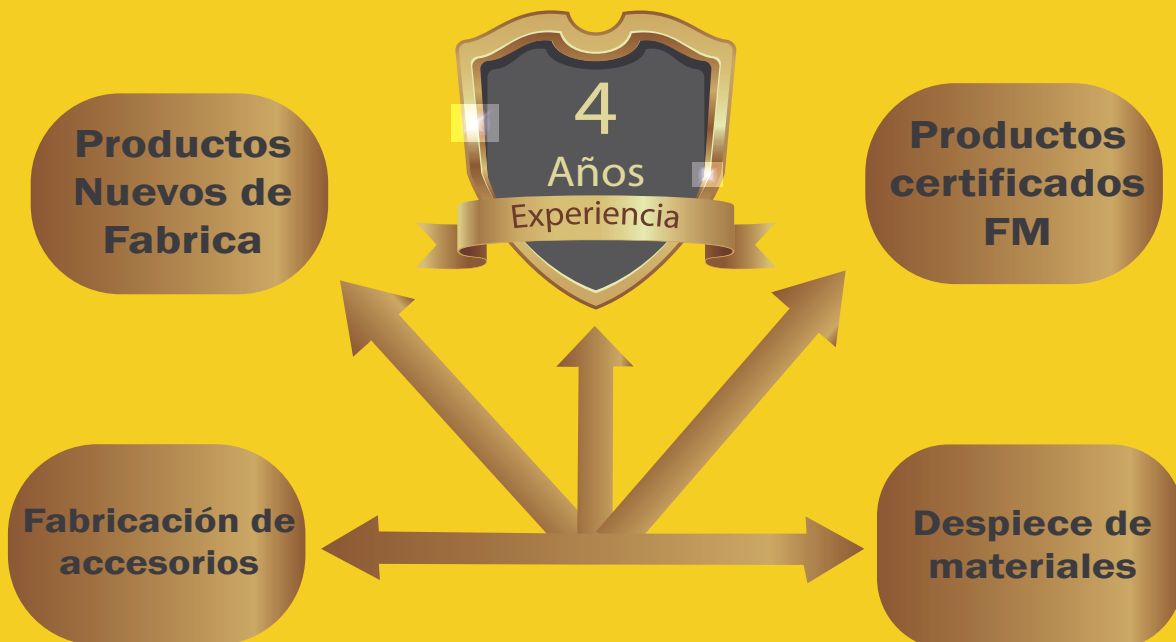 Productos
Nuevos de
Fabrica
4
Años
Experiencia
Productos
certificados
FM
Fabricación de
accesorios
Despiece de
materiales